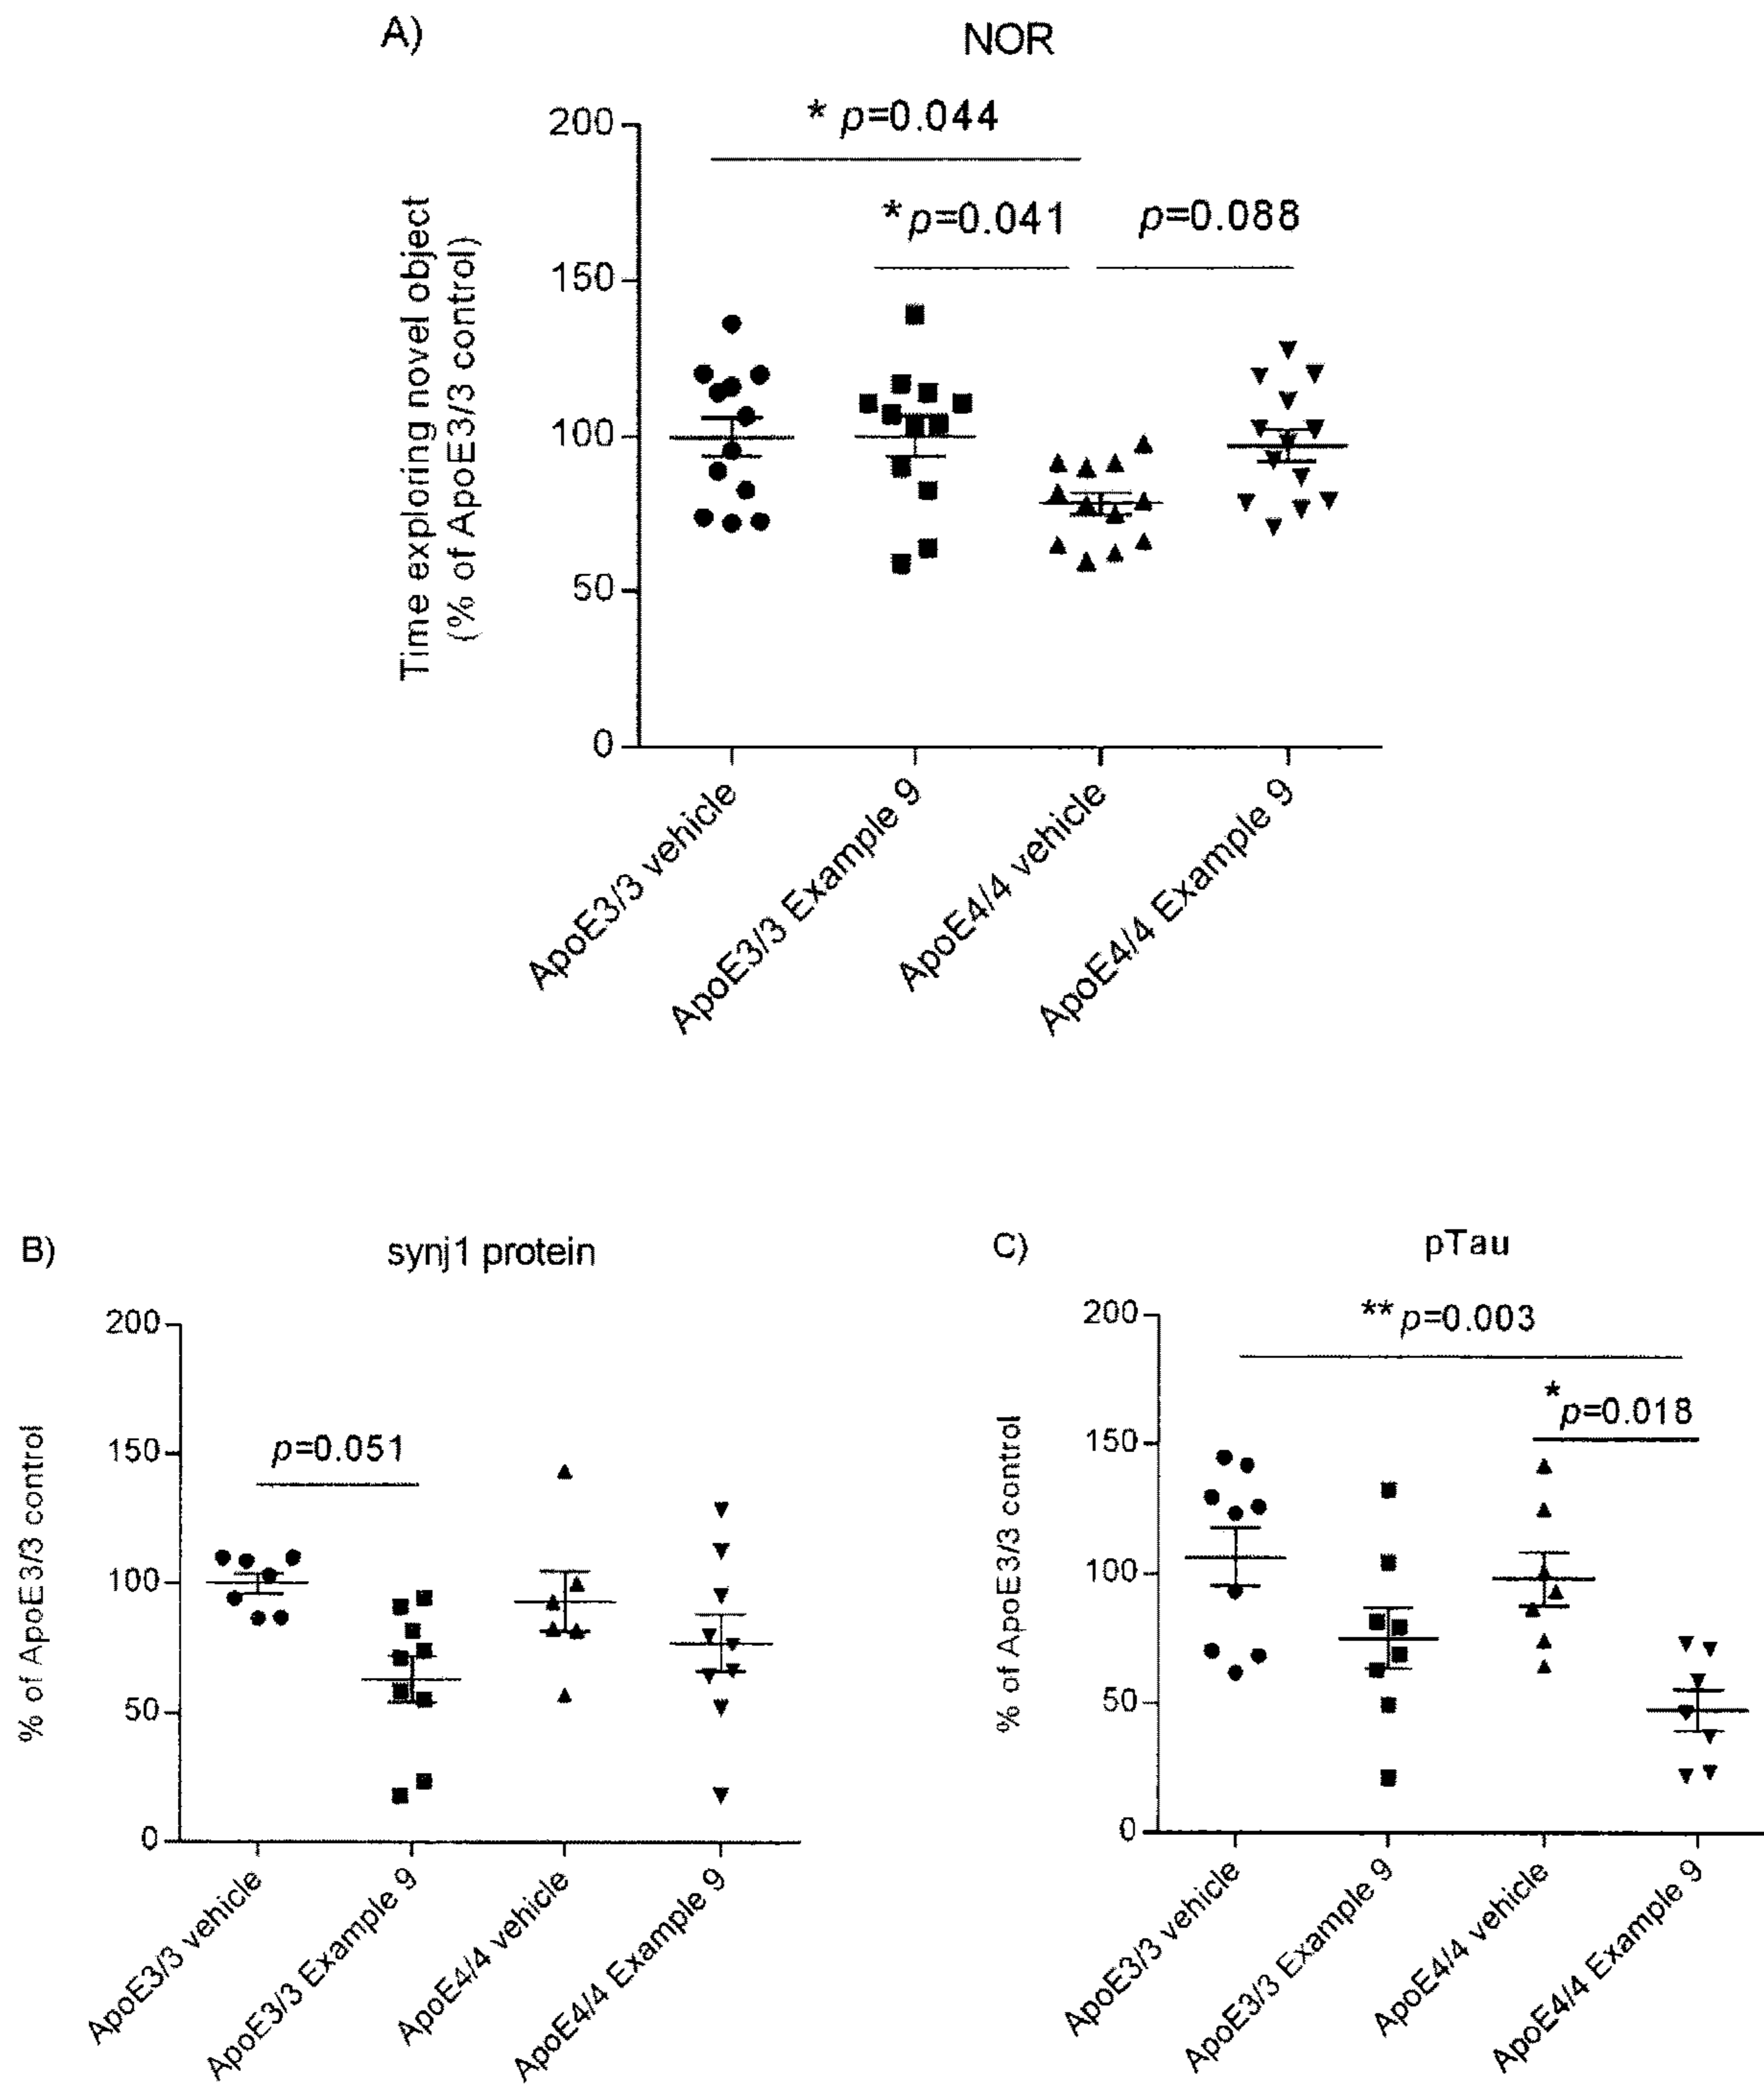 A)
NOR
* p=0.044
*p=0.041
p=0.088
Time exploring novel object
(% of ApoE3/3 control)
200
150
100
50
0
ApoE3/3 vehicle
ApoE3/3 Example 9
ApoE4/4 vehicle
ApoE4/4 Example 9
B)
synj1 protein
p=0.051
% of ApoE3/3 control
200
150
100
50
0
ApoE3/3 vehicle
ApoE3/3 Example 9
ApoE4/4 vehicle
ApoE4/4 Example 9
C)
pTau
** p=0.003
*
p=0.018
% of ApoE3/3 control
200
150
100
50
0
ApoE3/3 vehicle
ApoE3/3 Example 9
ApoE4/4 vehicle
ApoE4/4 Example 9